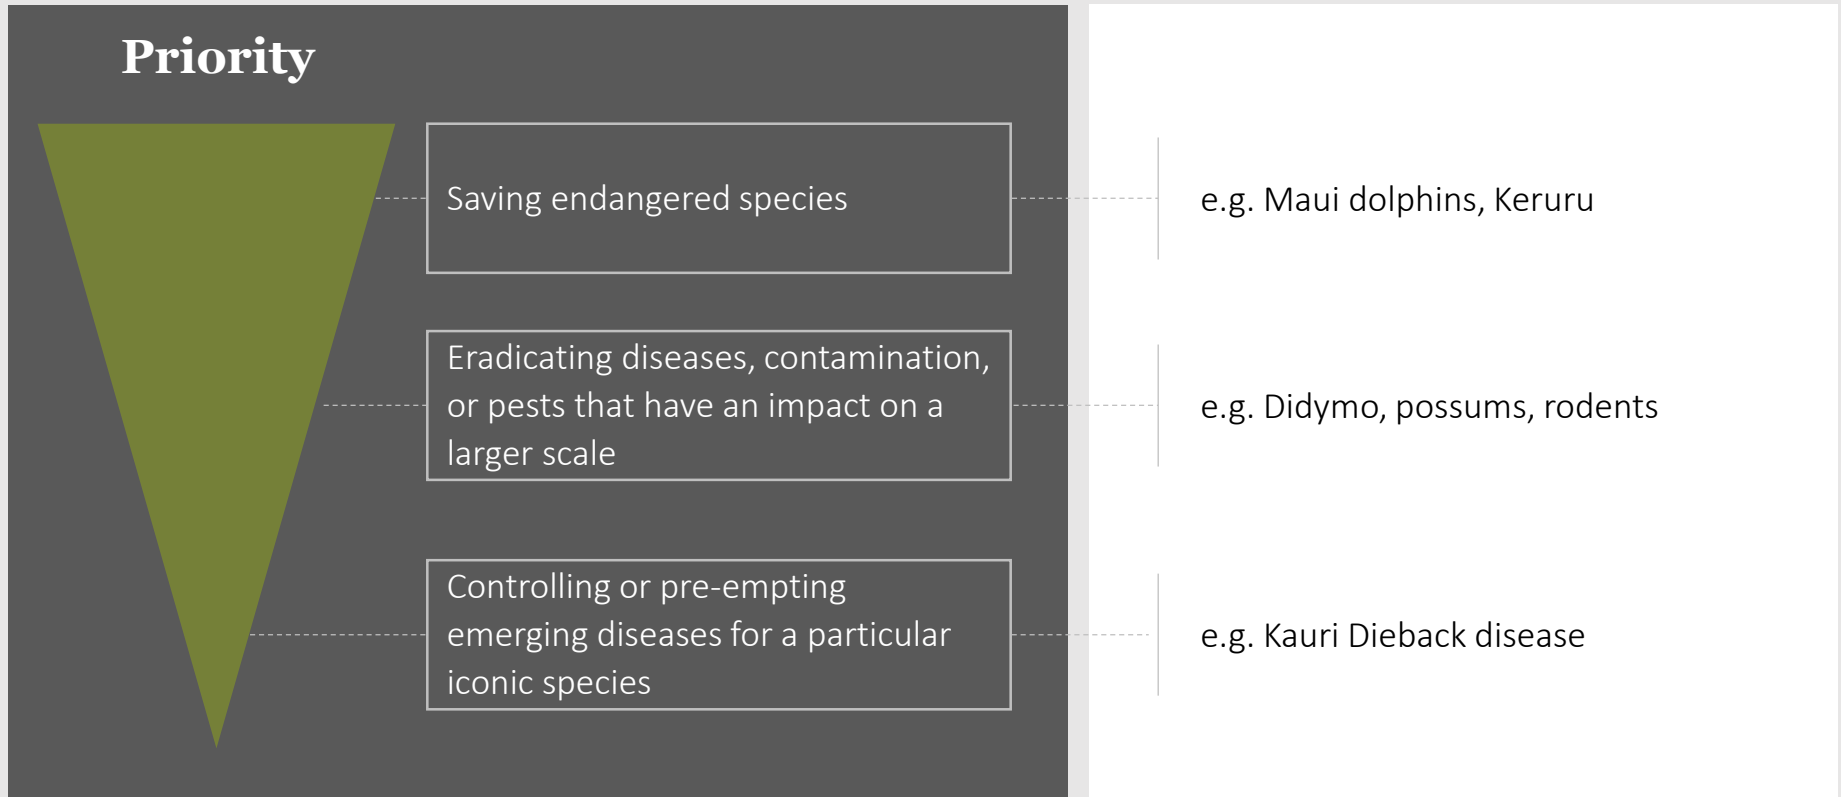 Priority
Saving endangered species
e.g. Maui dolphins, Keruru
Eradicating diseases, contamination,
or pests that have an impact on a
larger scale
e.g. Didymo, possums, rodents
Controlling or pre-empting
emerging diseases for a particular
iconic species
e.g. Kauri Dieback disease